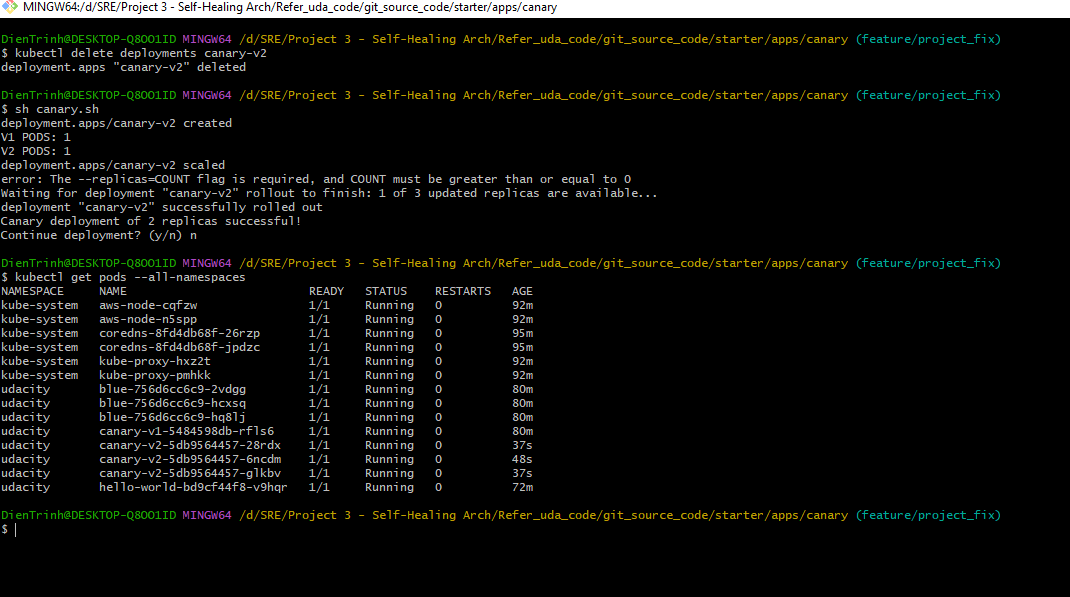 MINGW64:/d/SRE/Project 3 - Self-Healing Arch/Refer_uda_code/git_source_code/starter/apps/canary
DienTrinh@DESKTOP-Q8OO1ID MINGW64 /d/SRE/Project 3 - Self-Healing Arch/Refer_uda_code/git_source_code/starter/apps/canary (feature/project_fix)
$ kubectl delete deployments canary-v2
deployment.apps "canary-v2" deleted
DienTrinh@DESKTOP-Q8OO1ID MINGW64 /d/SRE/Project 3 - Self-Healing Arch/Refer_uda_code/git_source_code/starter/apps/canary (feature/project_fix)
$ sh canary.sh
deployment.apps/canary-v2 created
V1 PODS: 1
V2 PODS: 1
deployment.apps/canary-v2 scaled
error: The --replicas=COUNT flag is required, and COUNT must be greater than or equal to 0
Waiting for deployment "canary-v2" rollout to finish: 1 of 3 updated replicas are available...
deployment "canary-v2" successfully rolled out
Canary deployment of 2 replicas successful!
Continue deployment? (y/n) n
DienTrinh@DESKTOP-Q8OO1ID MINGW64 /d/SRE/Project 3 - Self-Healing Arch/Refer_uda_code/git_source_code/starter/apps/canary (feature/project_fix)
$ kubectl get pods --all-namespaces
NAMESPACE NAME READY STATUS RESTARTS AGE
kube-system aws-node-cqfzw 1/1 Running 0 92m
kube-system aws-node-n5spp 1/1 Running 0 92m
kube-system coredns-8fd4db68f-26rzp 1/1 Running 0 95m
kube-system coredns-8fd4db68f-jpdzc 1/1 Running 0 95m
kube-system kube-proxy-hxz2t 1/1 Running 0 92m
kube-system kube-proxy-pmhkk 1/1 Running 0 92m
udacity blue-756d6cc6c9-2vdgg 1/1 Running 0 80m
udacity blue-756d6cc6c9-hcxsq 1/1 Running 0 80m
udacity blue-756d6cc6c9-hq8lj 1/1 Running 0 80m
udacity canary-v1-5484598db-rfls6 1/1 Running 0 80m
udacity canary-v2-5db9564457-28rdx 1/1 Running 0 37s
udacity canary-v2-5db9564457-6ncdm 1/1 Running 0 48s
udacity canary-v2-5db9564457-glkbv 1/1 Running 0 37s
udacity hello-world-bd9cf44f8-v9hqr 1/1 Running 0 72m
DienTrinh@DESKTOP-Q8OO1ID MINGW64 /d/SRE/Project 3 - Self-Healing Arch/Refer_uda_code/git_source_code/starter/apps/canary (feature/project_fix)
$